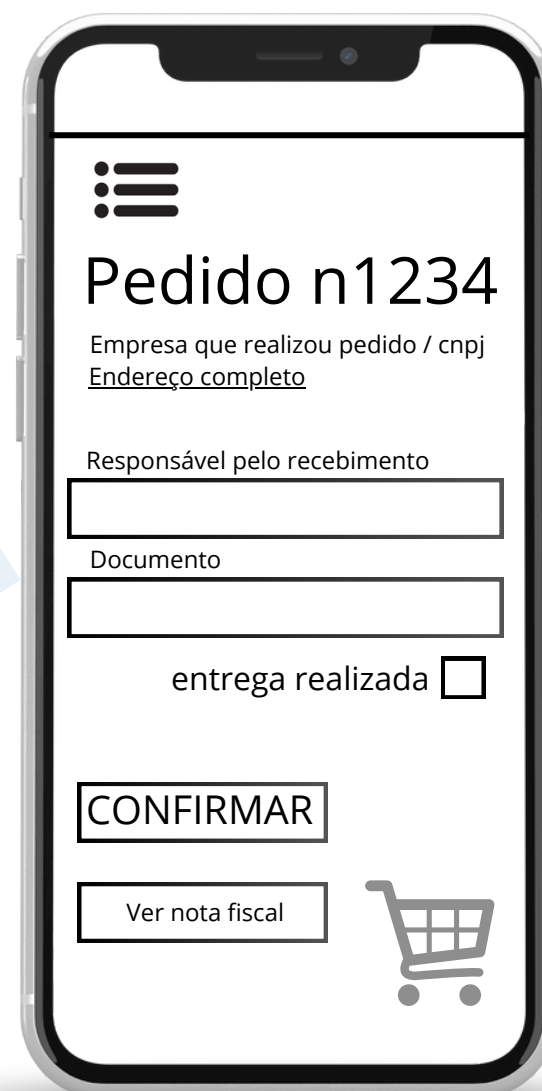 Pedido n1234
Empresa que realizou pedido / cnpj
Endereço completo
Responsável pelo recebimento
Documento
entrega realizada
CONFIRMAR
Ver nota fiscal